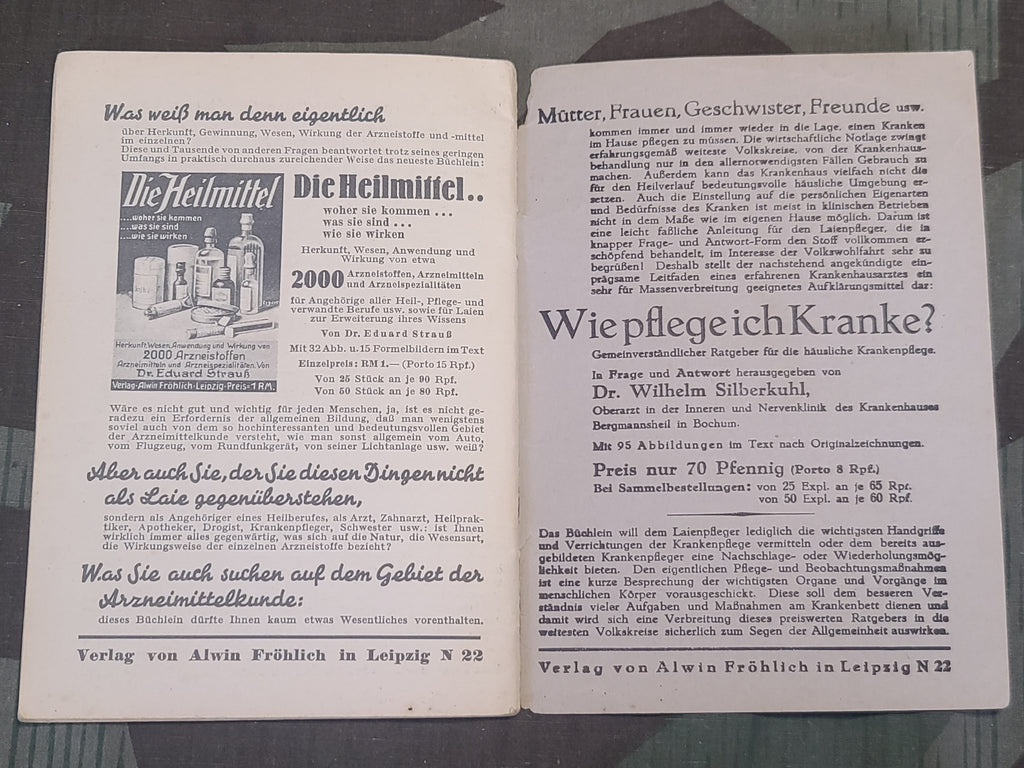 Was weiß man denn eigentlich
über Herkunft, Gewinnung, Wesen, Wirkung der Arzneistoffe und -mittel
im einzelnen?
Diese und Tausende von anderen Fragen beantwortet trotz seines geringen
Umfangs in praktisch durchaus zureichender Weise das neueste Büchlein:
Die Heilmittel
....woher sie kommen
....was sie sind
....wie sie wirken
Herkunft, Wesen, Anwendung und Wirkung von
2000 Arzneistoffen
Arzneimitteln und Arzneispezialitäten. Von
Dr. Eduard Strauß
Verlag-Alwin Fröhlich-Leipzig-Preis-1 RM.
Die Heilmittel..
woher sie kommen ...
was sie sind ...
wie sie wirken
Herkunft, Wesen, Anwendung und
Wirkung von etwa
2000 Arzneistoffen, Arzneimitteln
und Arzneispezialitäten
für Angehörige aller Heil-, Pflege- und
verwandte Berufe usw. sowie für Laien
zur Erweiterung ihres Wissens
Von Dr. Eduard Strauß
Mit 32 Abb. u. 15 Formelbildern im Text
Einzelpreis: RM 1.— (Porto 15 Rpf.)
Von 25 Stück an je 90 Rpf.
Von 50 Stück an je 80 Rpf.
Wäre es nicht gut und wichtig für jeden Menschen, ja, ist es nicht ge-
radezu ein Erfordernis der allgemeinen Bildung, daß man wenigstens
soviel auch von dem so hochinteressanten und bedeutungsvollen Gebiet
der Arzneimittelkunde versteht, wie man sonst allgemein vom Auto,
vom Flugzeug, vom Rundfunkgerät, von seiner Lichtanlage usw. weiß?
Aber auch Sie, der Sie diesen Dingen nicht
als Laie gegenüberstehen,
sondern als Angehöriger eines Heilberufes, als Arzt, Zahnarzt, Heilprak-
tiker, Apotheker, Drogist, Krankenpfleger, Schwester usw.: ist Ihnen
wirklich immer alles gegenwärtig, was sich auf die Natur, die Wesensart,
die Wirkungsweise der einzelnen Arzneistoffe bezieht?
Was Sie auch suchen auf dem Gebiet der
Arzneimittelkunde:
dieses Büchlein dürfte Ihnen kaum etwas Wesentliches vorenthalten.
Verlag von Alwin Fröhlich in Leipzig N 22
Mütter, Frauen, Geschwister, Freunde usw.
kommen immer und immer wieder in die Lage, einen Kranken
im Hause pflegen zu müssen. Die wirtschaftliche Notlage zwingt
erfahrungsgemäß weiteste Volkskreise, von der Krankenhaus-
behandlung nur in den allernotwendigsten Fällen Gebrauch zu
machen. Außerdem kann das Krankenhaus vielfach nicht die
für den Heilverlauf bedeutungsvolle häusliche Umgebung er-
setzen. Auch die Einstellung auf die persönlichen Eigenarten
und Bedürfnisse des Kranken ist meist in klinischen Betrieben
nicht in dem Maße wie im eigenen Hause möglich. Darum ist
eine leicht faßliche Anleitung für den Laienpfleger, die in
knapper Frage- und Antwort-Form den Stoff vollkommen er-
schöpfend behandelt, im Interesse der Volkswohlfahrt sehr zu
begrüßen! Deshalb stellt der nachstehend angekündigte ein-
prägsame Leitfaden eines erfahrenen Krankenhausarztes ein
sehr für Massenverbreitung geeignetes Aufklärungsmittel dar:
Wie pflege ich Kranke?
Gemeinverständlicher Ratgeber für die häusliche Krankenpflege.
In Frage und Antwort herausgegeben von
Dr. Wilhelm Silberkuhl,
Oberarzt in der Inneren und Nervenklinik des Krankenhauses
Bergmannsheil in Bochum.
Mit 95 Abbildungen im Text nach Originalzeichnungen.
Preis nur 70 Pfennig (Porto 8 Rpf.)
Bei Sammelbestellungen: von 25 Expl. an je 65 Rpf.
von 50 Expl. an je 60 Rpf.
Das Büchlein will dem Laienpfleger lediglich die wichtigsten Handgriffe
und Verrichtungen der Krankenpflege vermitteln oder dem bereits aus-
gebildeten Krankenpfleger eine Nachschlage- oder Wiederholungsmög-
lichkeit bieten. Den eigentlichen Pflege- und Beobachtungsmaßnahmen
ist eine kurze Besprechung der wichtigsten Organe und Vorgänge im
menschlichen Körper vorausgeschickt. Diese soll dem besseren Ver-
ständnis vieler Aufgaben und Maßnahmen am Krankenbett dienen und
damit wird sich eine Verbreitung dieses preiswerten Ratgebers in die
weitesten Volkskreise sicherlich zum Segen der Allgemeinheit auswirken.
Verlag von Alwin Fröhlich in Leipzig N 22